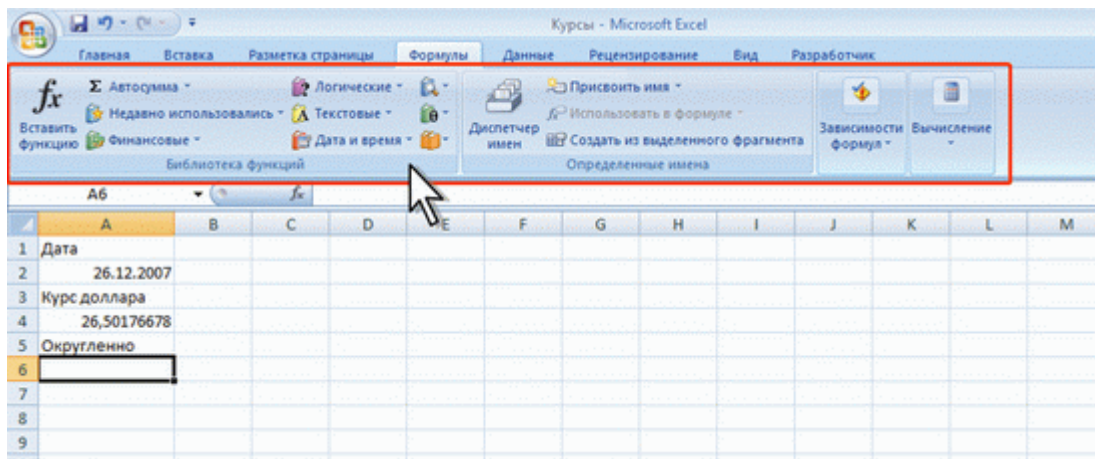 Курсы - Microsoft Excel
Главная Вставка Разметка страницы Формулы Данные Рецензирование Вид Разработчик
fx Вставить функцию
Σ Автосумма
Недавно использовались
Финансовые
Логические
Текстовые
Дата и время
Библиотека функций
Диспетчер имен
Присвоить имя
fx Использовать в формуле
Создать из выделенного фрагмента
Определенные имена
Зависимости формул
Вычисление
A6 fx
A B C D E F G H I J K L M
1 Дата
2 26.12.2007
3 Курс доллара
4 26,50176678
5 Округленно
6
7
8
9